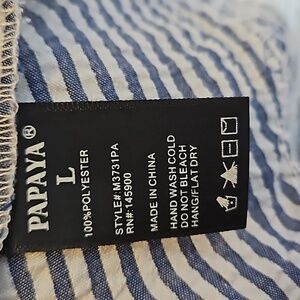 PAPAYA®
L
100%POLYESTER
STYLE#: M3731PA
RN#: 145900
MADE IN CHINA
HAND WASH COLD
DO NOT BLEACH
HANG/FLAT DRY